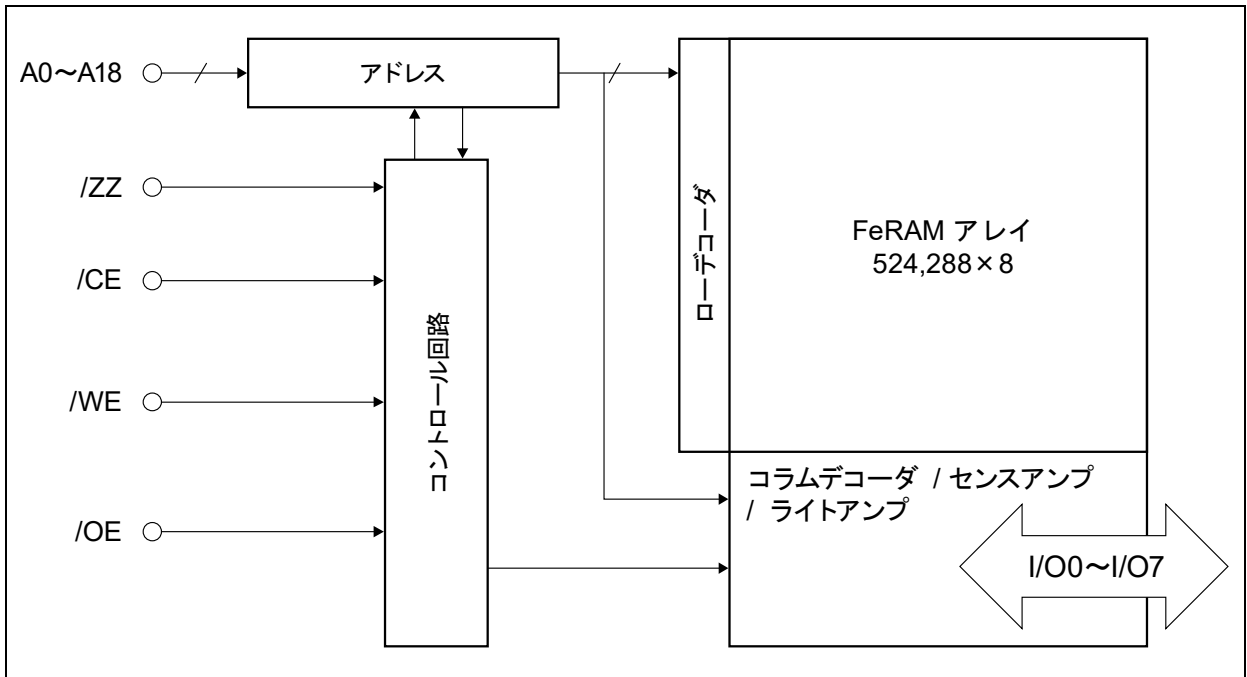 A0～A18
アドレス
/ZZ
/CE
/WE
/OE
コントロール回路
ローデコーダ
FeRAM アレイ
524,288×8
コラムデコーダ / センスアンプ
/ ライトアンプ
I/O0～I/O7